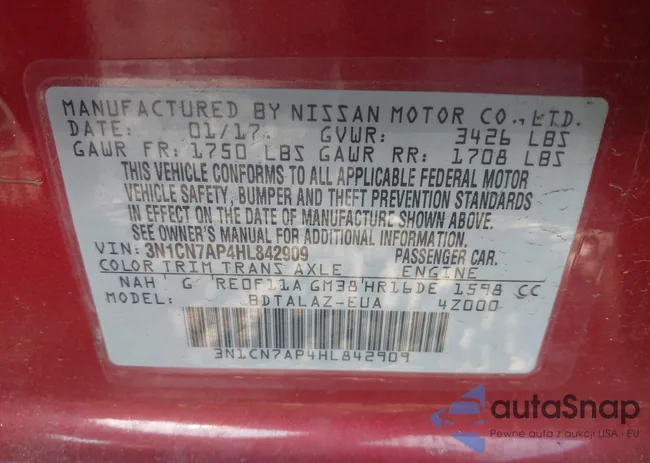 MANUFACTURED BY NISSAN MOTOR CO., LTD.
DATE: 01/17 GVWR: 3426 LBS
GAWR FR: 1750 LBS GAWR RR: 1708 LBS
THIS VEHICLE CONFORMS TO ALL APPLICABLE FEDERAL MOTOR
VEHICLE SAFETY, BUMPER AND THEFT PREVENTION STANDARDS
IN EFFECT ON THE DATE OF MANUFACTURE SHOWN ABOVE.
SEE OWNER'S MANUAL FOR ADDITIONAL INFORMATION
VIN: 3N1CN7AP4HL842909 PASSENGER CAR.
COLOR TRIM TRANS AXLE ENGINE
NAH G RE0F11A GM38 HR16DE 1598 CC
MODEL: BDTALAZ-EUA 4Z000
3N1CN7AP4HL842909
autaSnap
Pewne auta z aukcji USA - EU